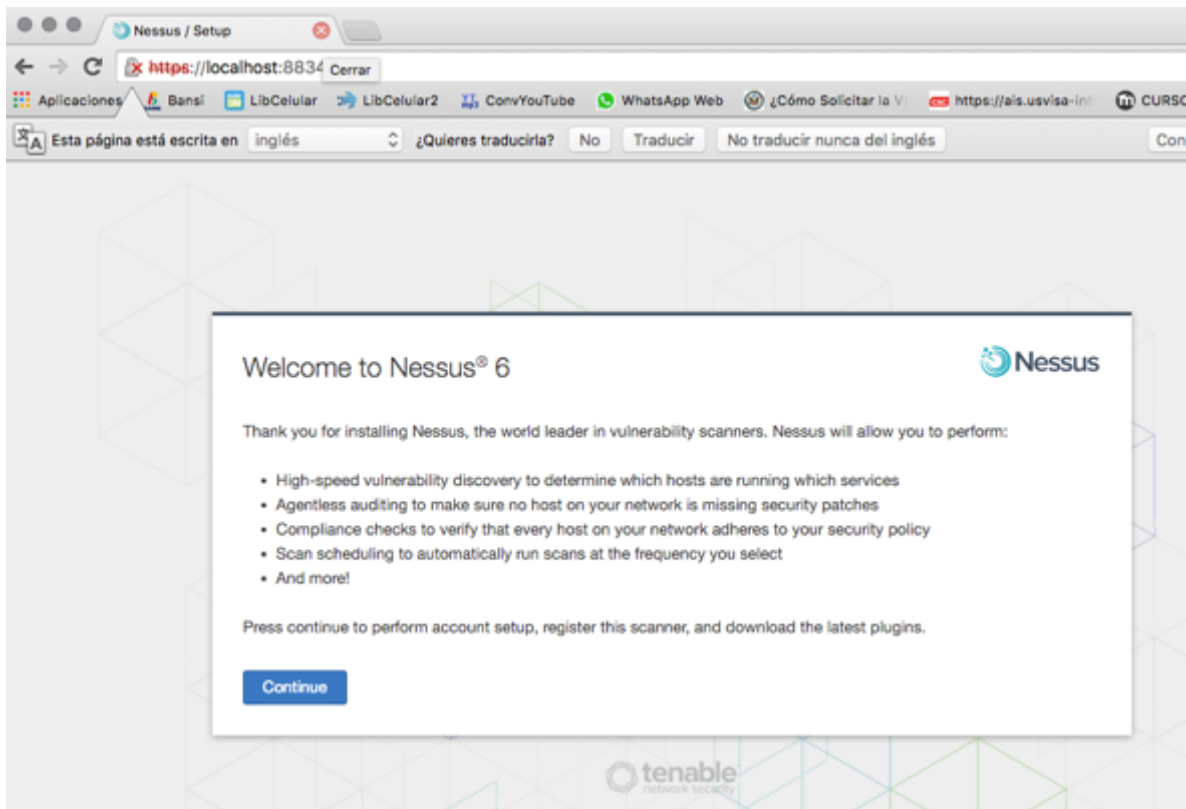 Nessus / Setup
https://localhost:8834 Cerrar
Aplicaciones Bansi LibCelular LibCelular2 ConvYouTube WhatsApp Web ¿Cómo Solicitar la https://ais.usvisa-in CURSO
Esta página está escrita en inglés ¿Quieres traducirla? No Traducir No traducir nunca del inglés Con
Welcome to Nessus® 6
Nessus
Thank you for installing Nessus, the world leader in vulnerability scanners. Nessus will allow you to perform:
• High-speed vulnerability discovery to determine which hosts are running which services
• Agentless auditing to make sure no host on your network is missing security patches
• Compliance checks to verify that every host on your network adheres to your security policy
• Scan scheduling to automatically run scans at the frequency you select
• And more!
Press continue to perform account setup, register this scanner, and download the latest plugins.
Continue
tenable
network security